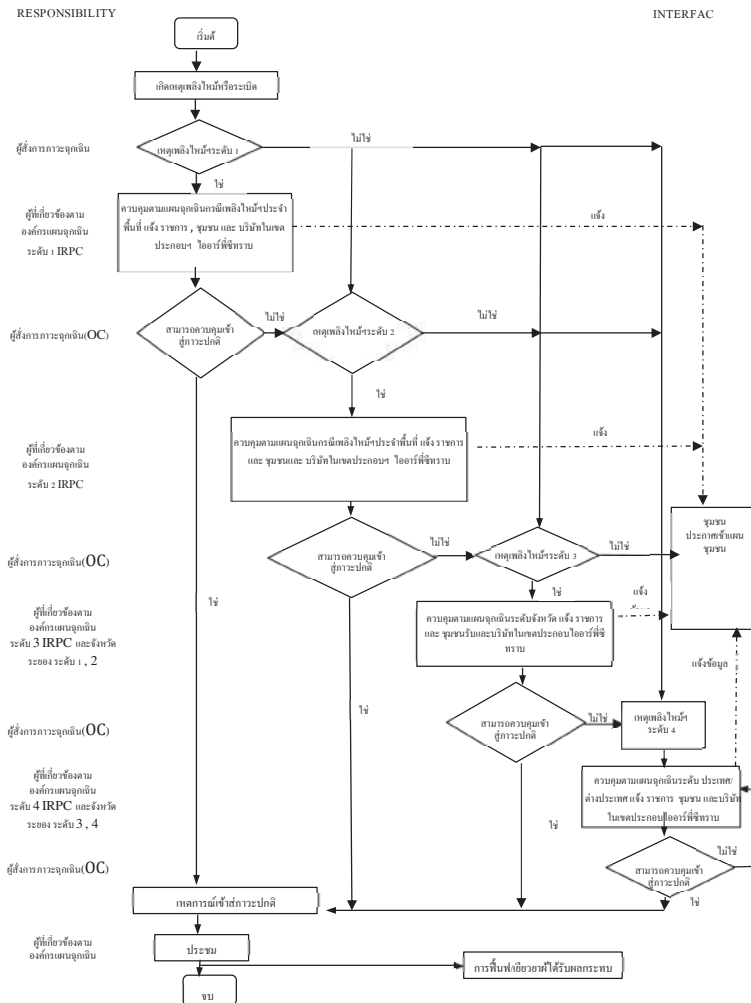 RESPONSIBILITY
INTERFAC
เริ่มต้
เกิดเหตุเพลิงไหม้หรือระเบิด
ผู้สั่งการภาวะฉุกเฉิน
เหตุเพลิงไหม้ฯระดับ 1
ไม่ใช่
ใช่
ผู้ที่เกี่ยวข้องตาม
องค์กรแผนฉุกเฉิน
ระดับ 1 IRPC
ควบคุมตามแผนฉุกเฉินกรณีเพลิงไหม้ฯประจำ
พื้นที่ แจ้ง ราชการ , ชุมชน และ บริษัทในเขต
ประกอบฯ ไออาร์พีซีทราบ
แจ้ง
ผู้สั่งการภาวะฉุกเฉิน(OC)
สามารถควบคุมเข้า
สู่ภาวะปกติ
ไม่ใช่
เหตุเพลิงไหม้ฯระดับ 2
ไม่ใช่
ใช่
ผู้ที่เกี่ยวข้องตาม
องค์กรแผนฉุกเฉิน
ระดับ 2 IRPC
ควบคุมตามแผนฉุกเฉินกรณีเพลิงไหม้ฯประจำพื้นที่ แจ้ง ราชการ
และ ชุมชนและ บริษัทในเขตประกอบฯ ไออาร์พีซีทราบ
แจ้ง
ผู้สั่งการภาวะฉุกเฉิน(OC)
สามารถควบคุมเข้า
สู่ภาวะปกติ
ไม่ใช่
เหตุเพลิงไหม้ฯระดับ 3
ไม่ใช่
ชุมชน
ประกาศเข้าแผน
ชุมชน
ใช่
ใช่
แจ้ง
ผู้ที่เกี่ยวข้องตาม
องค์กรแผนฉุกเฉิน
ระดับ 3 IRPC และจังหวัด
ระยอง ระดับ 1 , 2
ควบคุมตามแผนฉุกเฉินระดับจังหวัด แจ้ง ราชการ
และ ชุมชนรับและบริษัทในเขตประกอบไออาร์พีซี
ทราบ
แจ้งข้อมูล
ใช่
ผู้สั่งการภาวะฉุกเฉิน(OC)
สามารถควบคุมเข้า
สู่ภาวะปกติ
ไม่ใช่
เหตุเพลิงไหม้ฯ
ระดับ 4
ผู้ที่เกี่ยวข้องตาม
องค์กรแผนฉุกเฉิน
ระดับ 4 IRPC และจังหวัด
ระยอง ระดับ 3 , 4
ควบคุมตามแผนฉุกเฉินระดับ ประเทศ/
ต่างประเทศ แจ้ง ราชการ ชุมชน และบริษัท
ในเขตประกอบไออาร์พีซีทราบ
ใช่
ไม่ใช่
ผู้สั่งการภาวะฉุกเฉิน(OC)
สามารถควบคุมเข้า
สู่ภาวะปกติ
ใช่
เหตการณ์เข้าสู่ภาวะปกติ
ผู้ที่เกี่ยวข้องตาม
องค์กรแผนฉุกเฉิน
ประชม
การฟื้นฟ/เยียวยาผ้ได้รับผลกระทบ
จบ